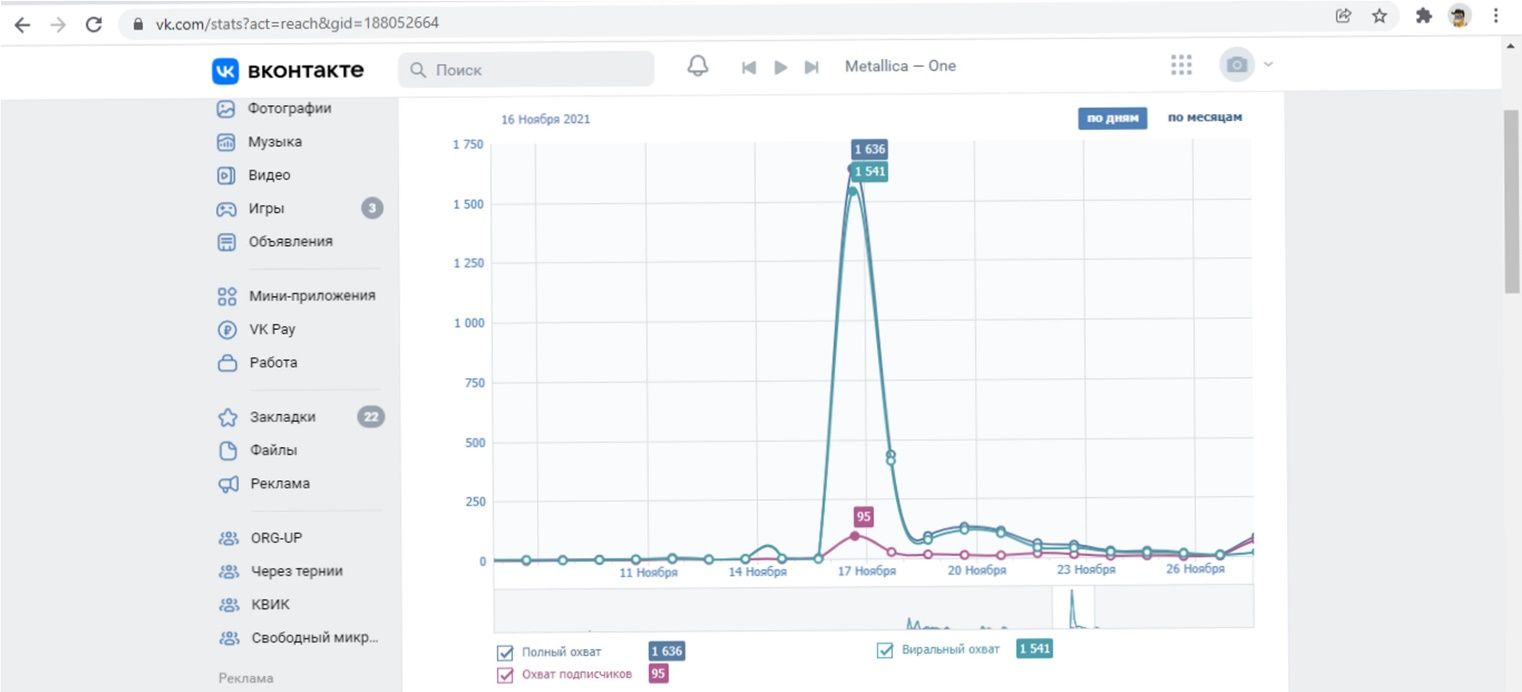 vk.com/stats?act=reach&gid=188052664
ВКОНТАКТЕ
Поиск
Metallica — One
Фотографии
Музыка
Видео
Игры 3
Объявления
Мини-приложения
VK Pay
Работа
Закладки 22
Файлы
Реклама
ORG-UP
Через тернии
КВИК
Свободный микр...
Реклама
16 Ноября 2021
по дням по месяцам
1 750
1 500
1 250
1 000
750
500
250
0
1 636
1 541
95
11 Ноября 14 Ноября 17 Ноября 20 Ноября 23 Ноября 26 Ноября
Полный охват 1 636 Виральный охват 1 541
Охват подписчиков 95